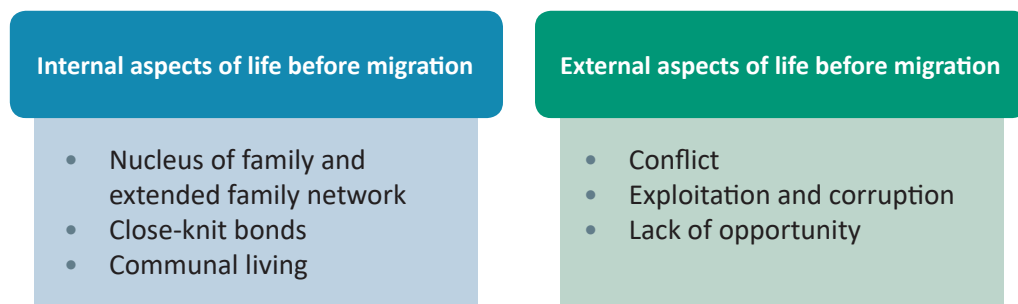 Internal aspects of life before migration
• Nucleus of family and
extended family network
• Close-knit bonds
• Communal living
External aspects of life before migration
• Conflict
• Exploitation and corruption
• Lack of opportunity